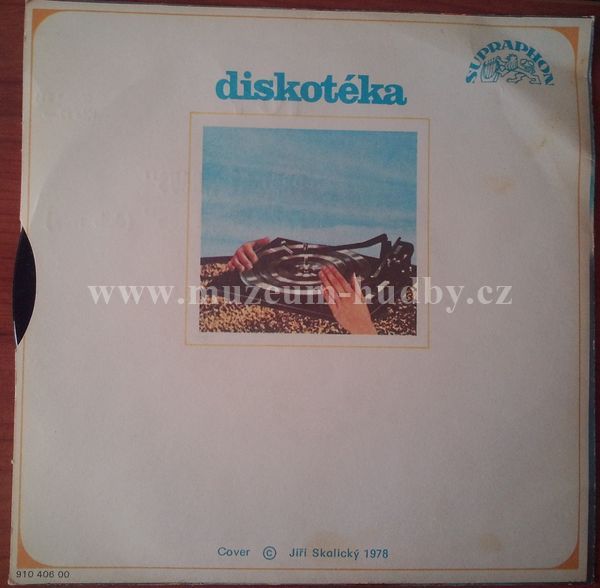 SUPRAPHON
diskotéka
www.muzeum-hudby.cz
Cover © Jiří Skalický 1978
910 406 00